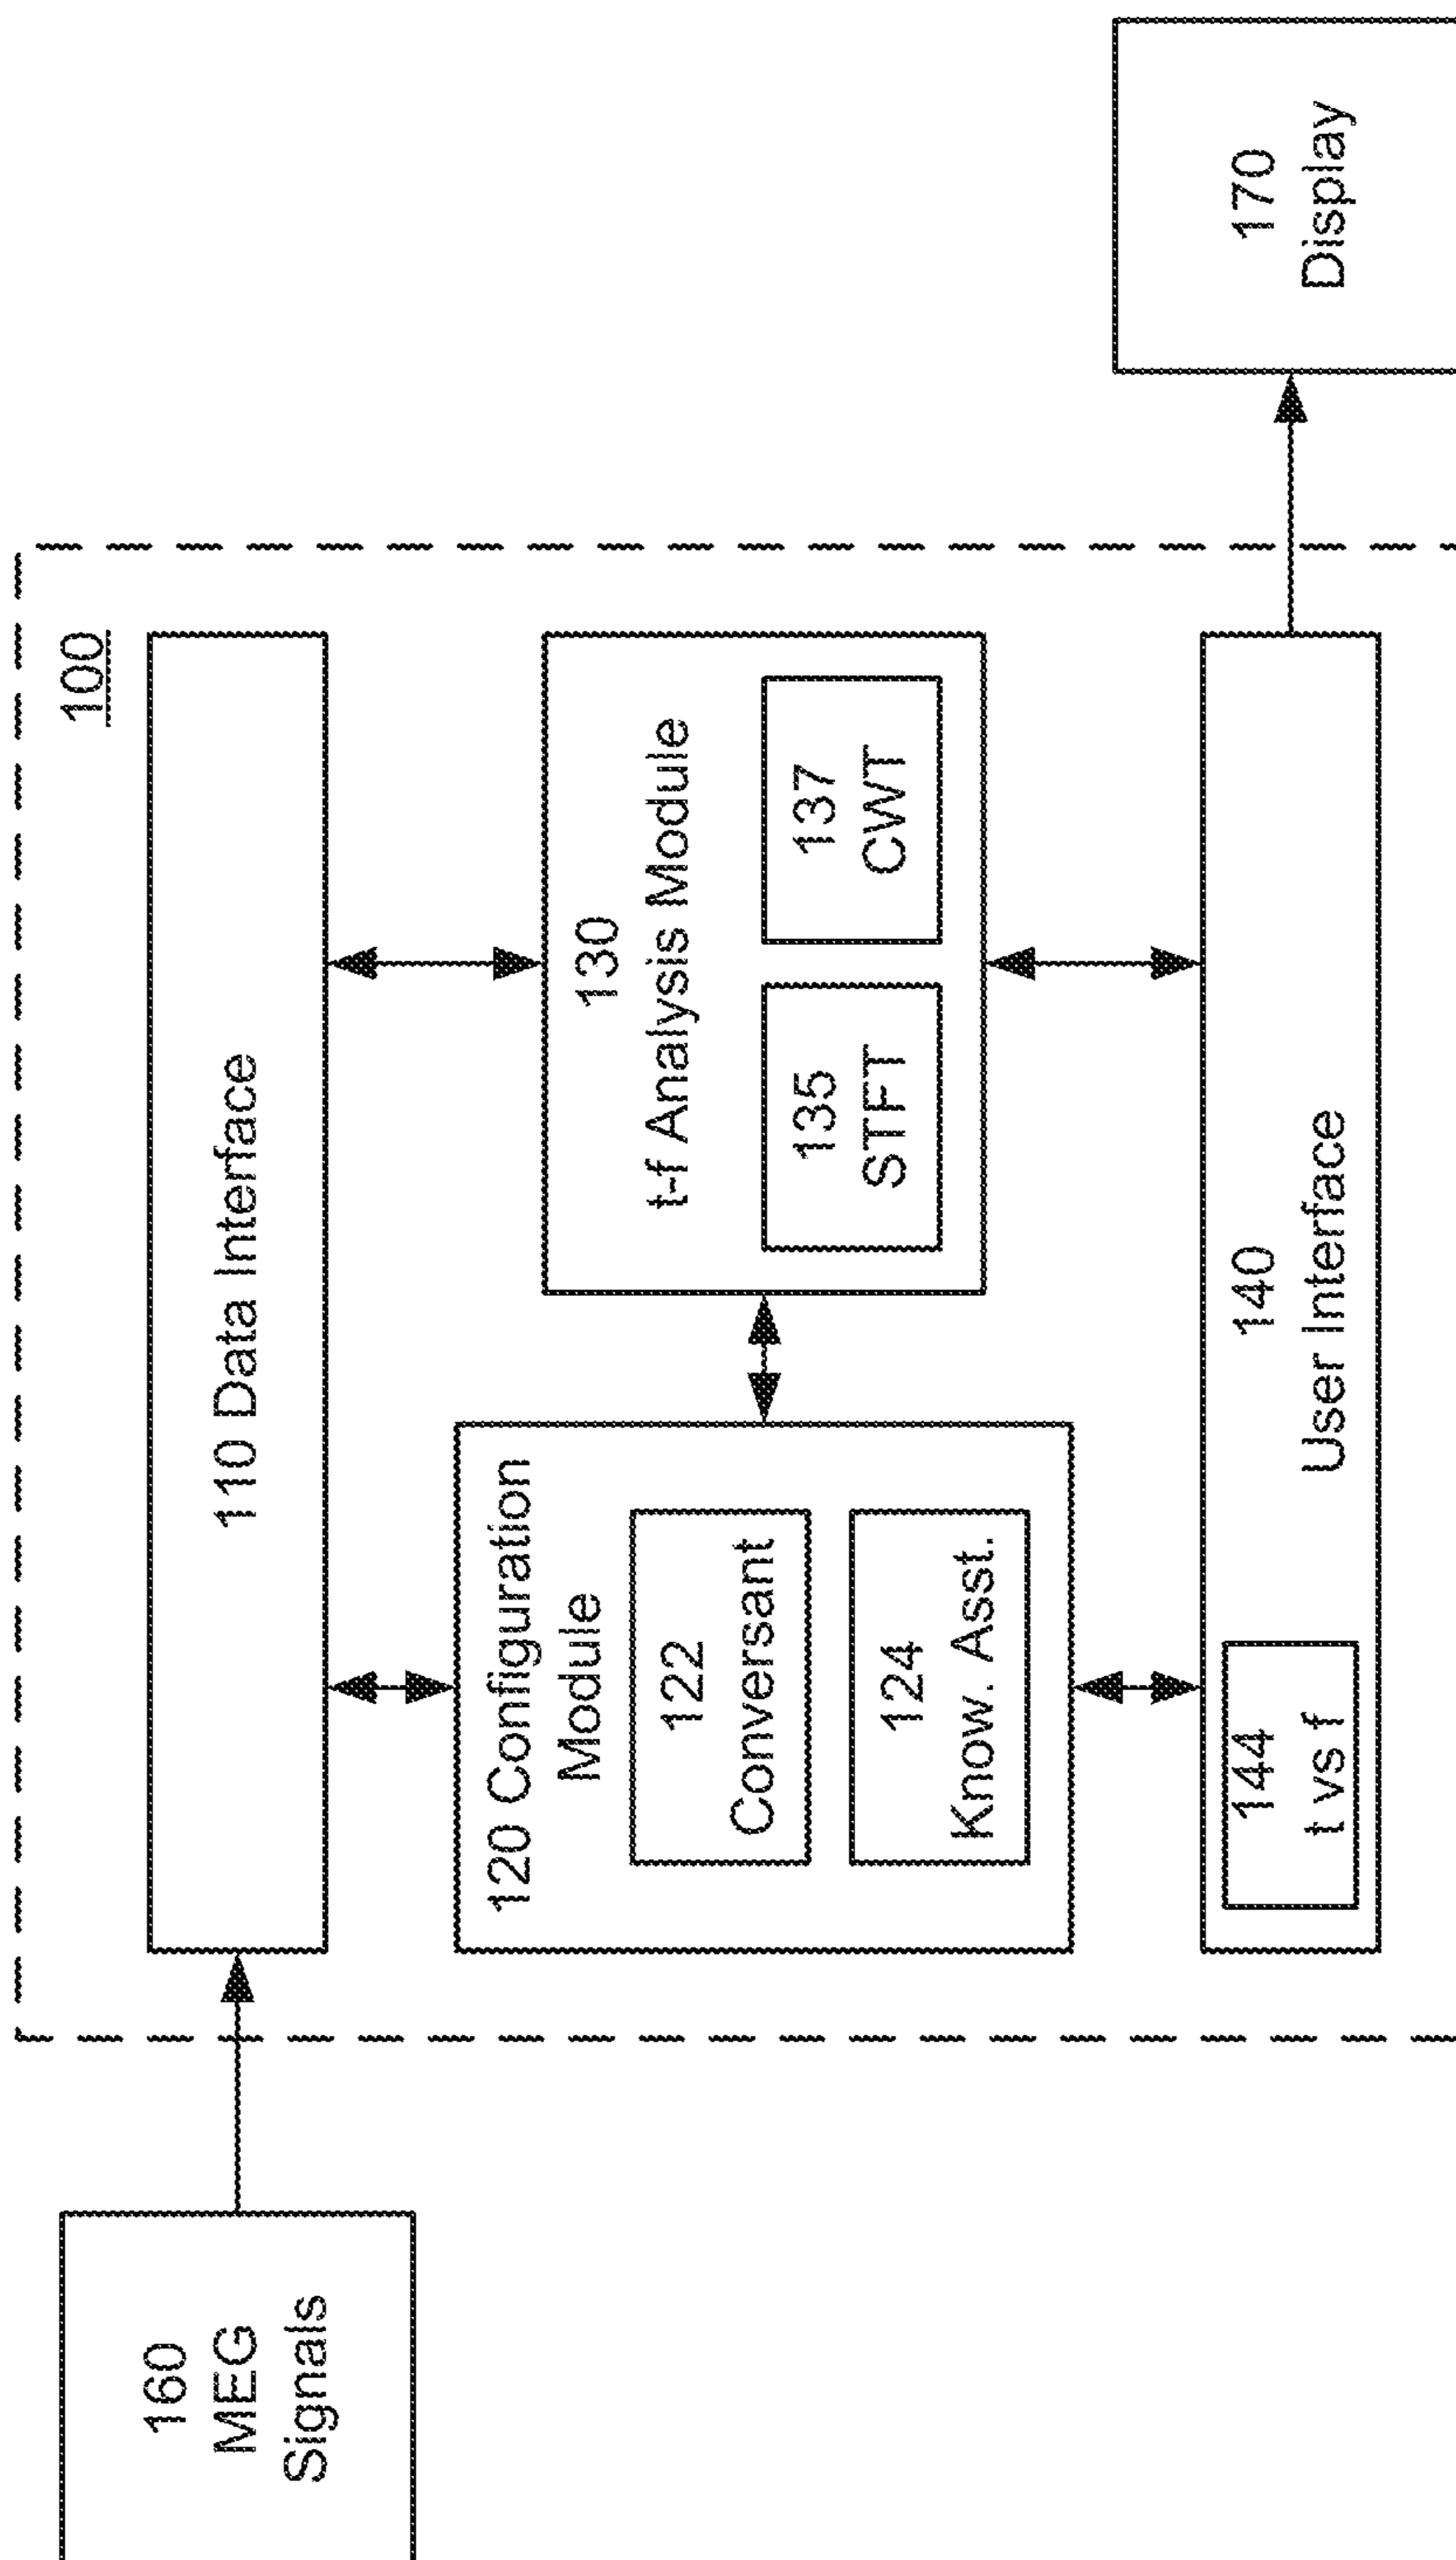 100
160
MEG
Signals
110 Data Interface
120 Configuration
Module
122
Conversant
124
Know. Asst.
130
t-f Analysis Module
135
STFT
137
CWT
144
t vs f
140
User Interface
170
Display